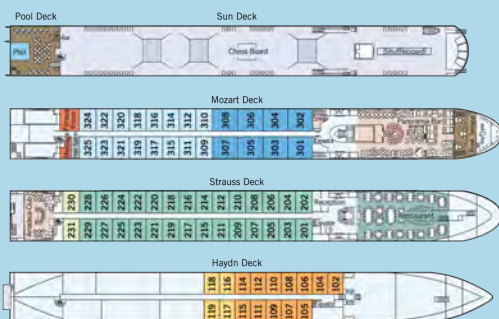 Pool Deck Sun Deck
Pool Chess Board Shuffleboard
Mozart Deck
324 322 320 318 316 314 312 310 308 306 304 302
Panorama-Bar
325 323 321 319 317 315 311 309 307 305 303 301
Strauss Deck
230 228 226 224 222 220 218 216 214 212 210 208 206 204 202
Reception Restaurant
231 229 227 225 223 221 219 217 215 211 209 207 205 203 201
Haydn Deck
118 116 114 112 110 108 106 104 102
119 117 115 111 109 107 105